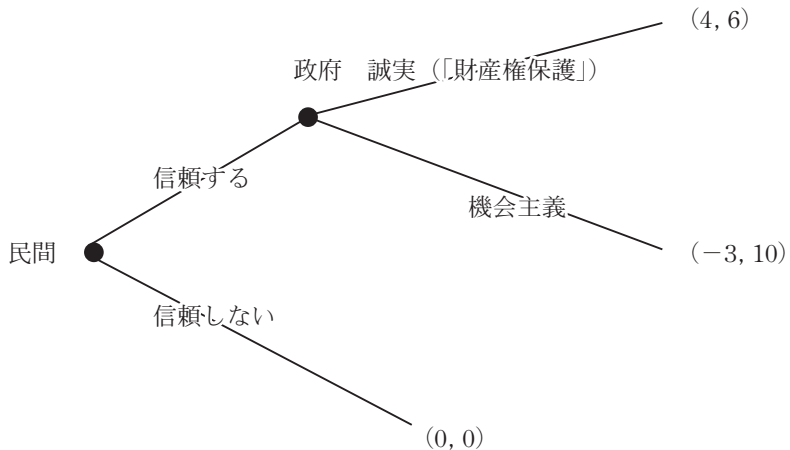 (4, 6)
政府 誠実(「財産権保護」)
信頼する
機会主義
民間
(−3, 10)
信頼しない
(0, 0)